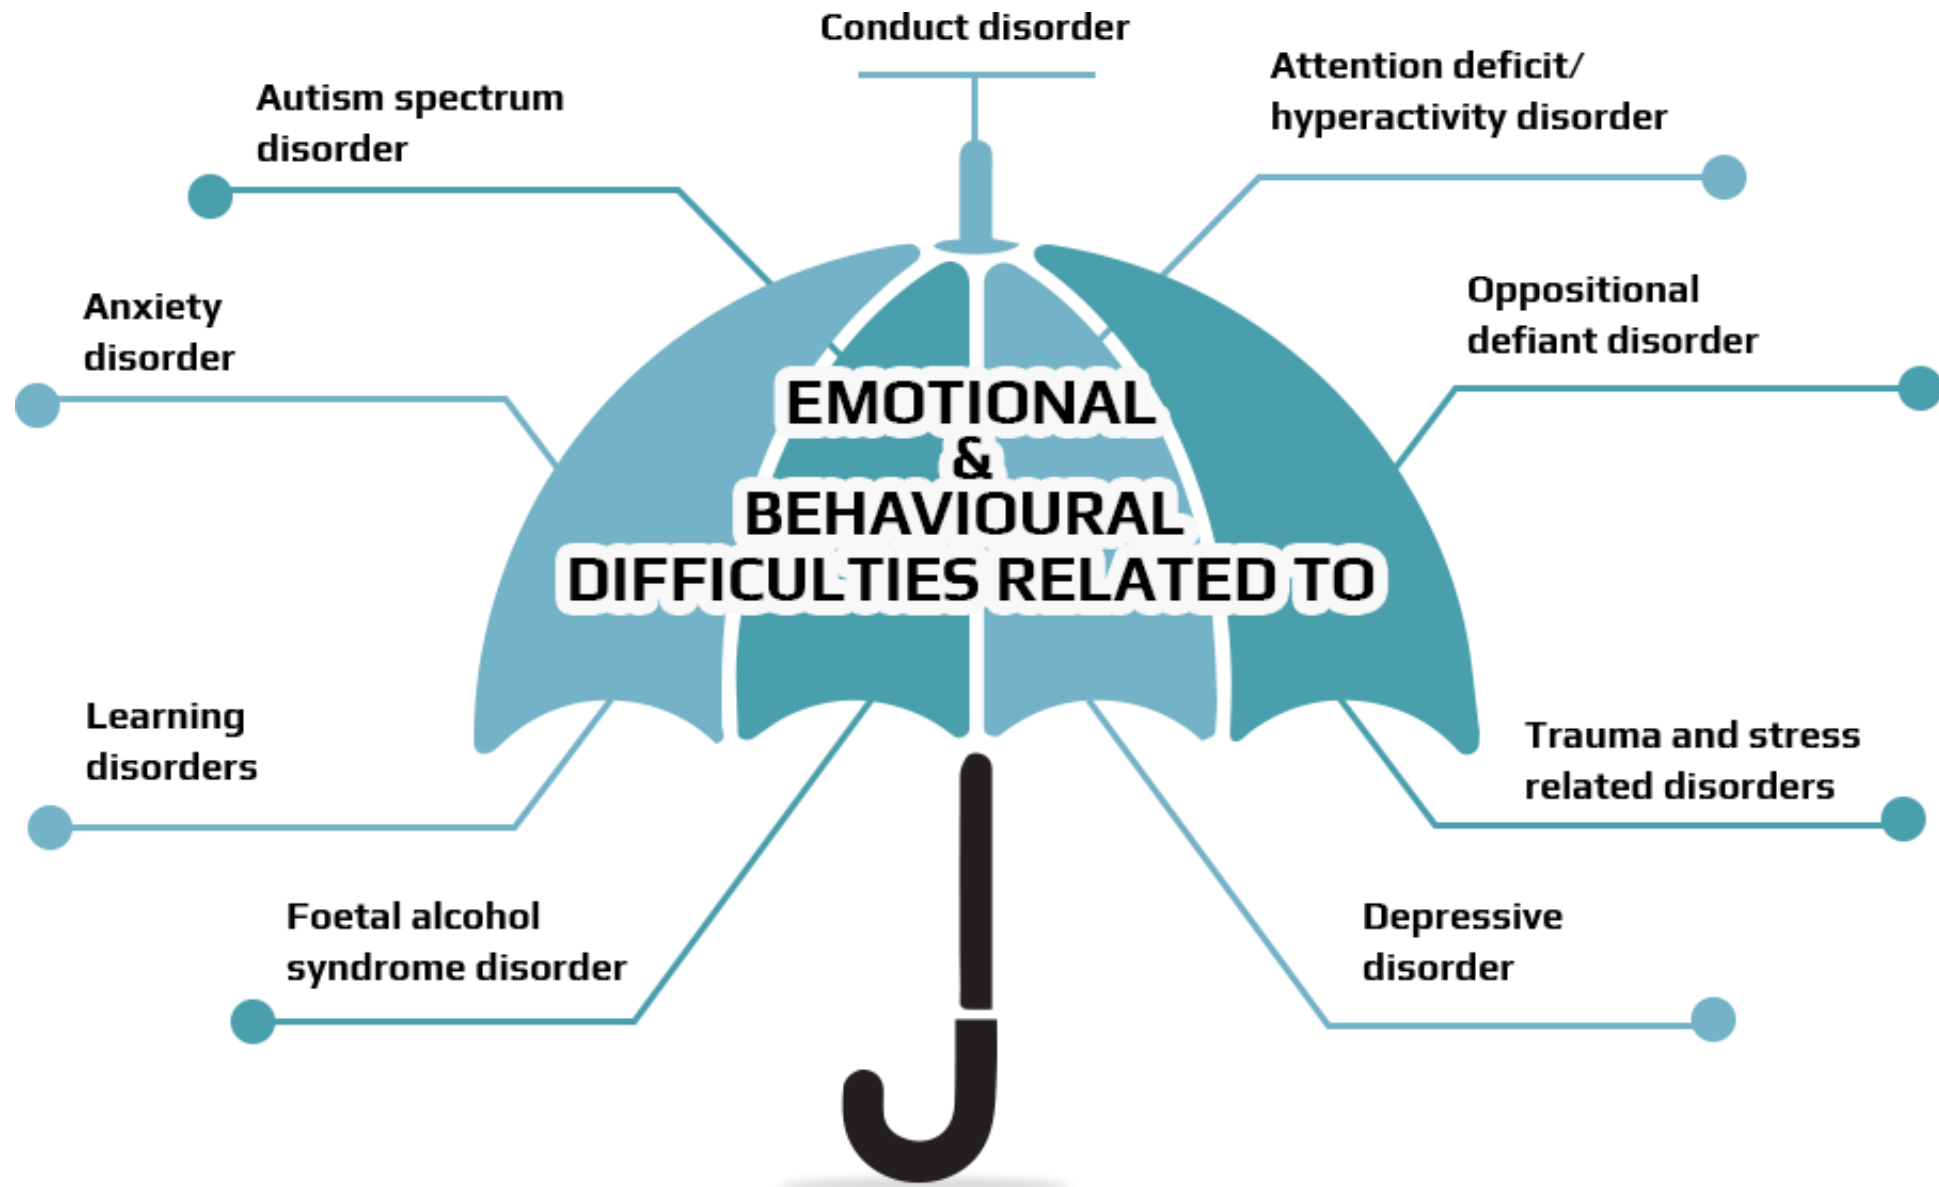 Conduct disorder
Attention deficit/
hyperactivity disorder
Autism spectrum
disorder
Oppositional
defiant disorder
Anxiety
disorder
EMOTIONAL
&
BEHAVIOURAL
DIFFICULTIES RELATED TO
Learning
disorders
Trauma and stress
related disorders
Foetal alcohol
syndrome disorder
Depressive
disorder